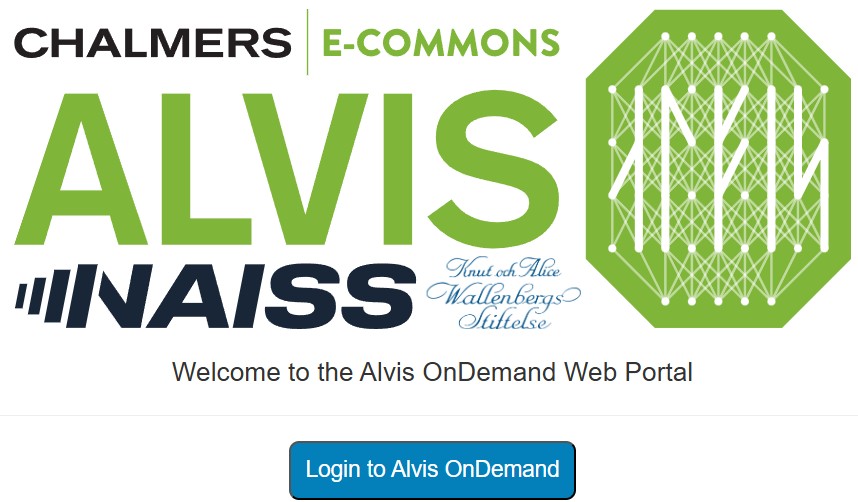 CHALMERS E-COMMONS
ALVIS
NAISS
Knut och Alice
Wallenbergs
Stiftelse
Welcome to the Alvis OnDemand Web Portal
Login to Alvis OnDemand